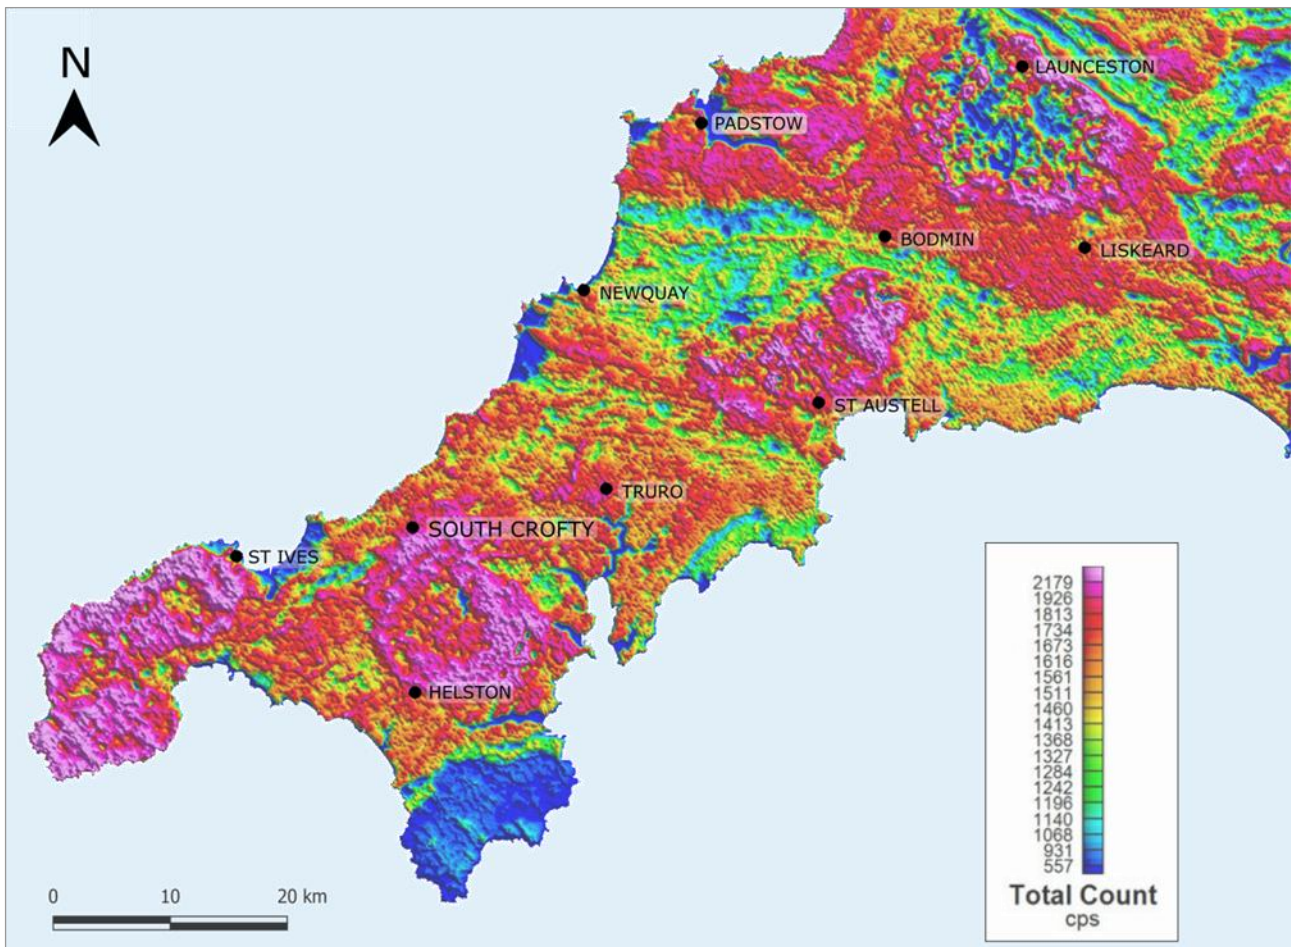 N
LAUNCESTON
PADSTOW
BODMIN
LISKEARD
NEWQUAY
ST AUSTELL
TRURO
SOUTH CROFTY
ST IVES
HELSTON
2179
1926
1813
1734
1673
1616
1561
1511
1460
1413
1368
1327
1284
1242
1196
1140
1068
931
557
Total Count
cps
0 10 20 km